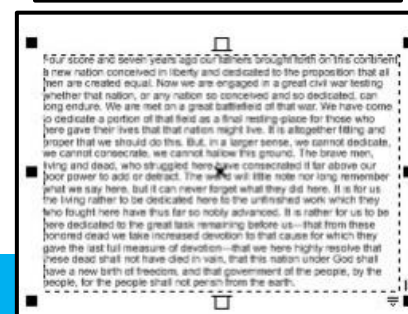 Four score and seven years ago our fathers brought forth on this continent
a new nation conceived in liberty and dedicated to the proposition that all
men are created equal. Now we are engaged in a great civil war testing
whether that nation, or any nation so conceived and so dedicated, can
long endure. We are met on a great battlefield of that war. We have come
to dedicate a portion of that field as a final resting-place for those who
here gave their lives that that nation might live. It is altogether fitting and
proper that we should do this. But, in a larger sense, we cannot dedicate,
we cannot consecrate, we cannot hallow this ground. The brave men,
living and dead, who struggled here have consecrated it far above our
poor power to add or detract. The world will little note nor long remember
what we say here, but it can never forget what they did here. It is for us
the living rather to be dedicated here to the unfinished work which they
who fought here have thus far so nobly advanced. It is rather for us to be
here dedicated to the great task remaining before us—that from these
honored dead we take increased devotion to that cause for which they
gave the last full measure of devotion—that we here highly resolve that
these dead shall not have died in vain, that this nation under God shall
have a new birth of freedom, and that government of the people, by the
people, for the people shall not perish from the earth.